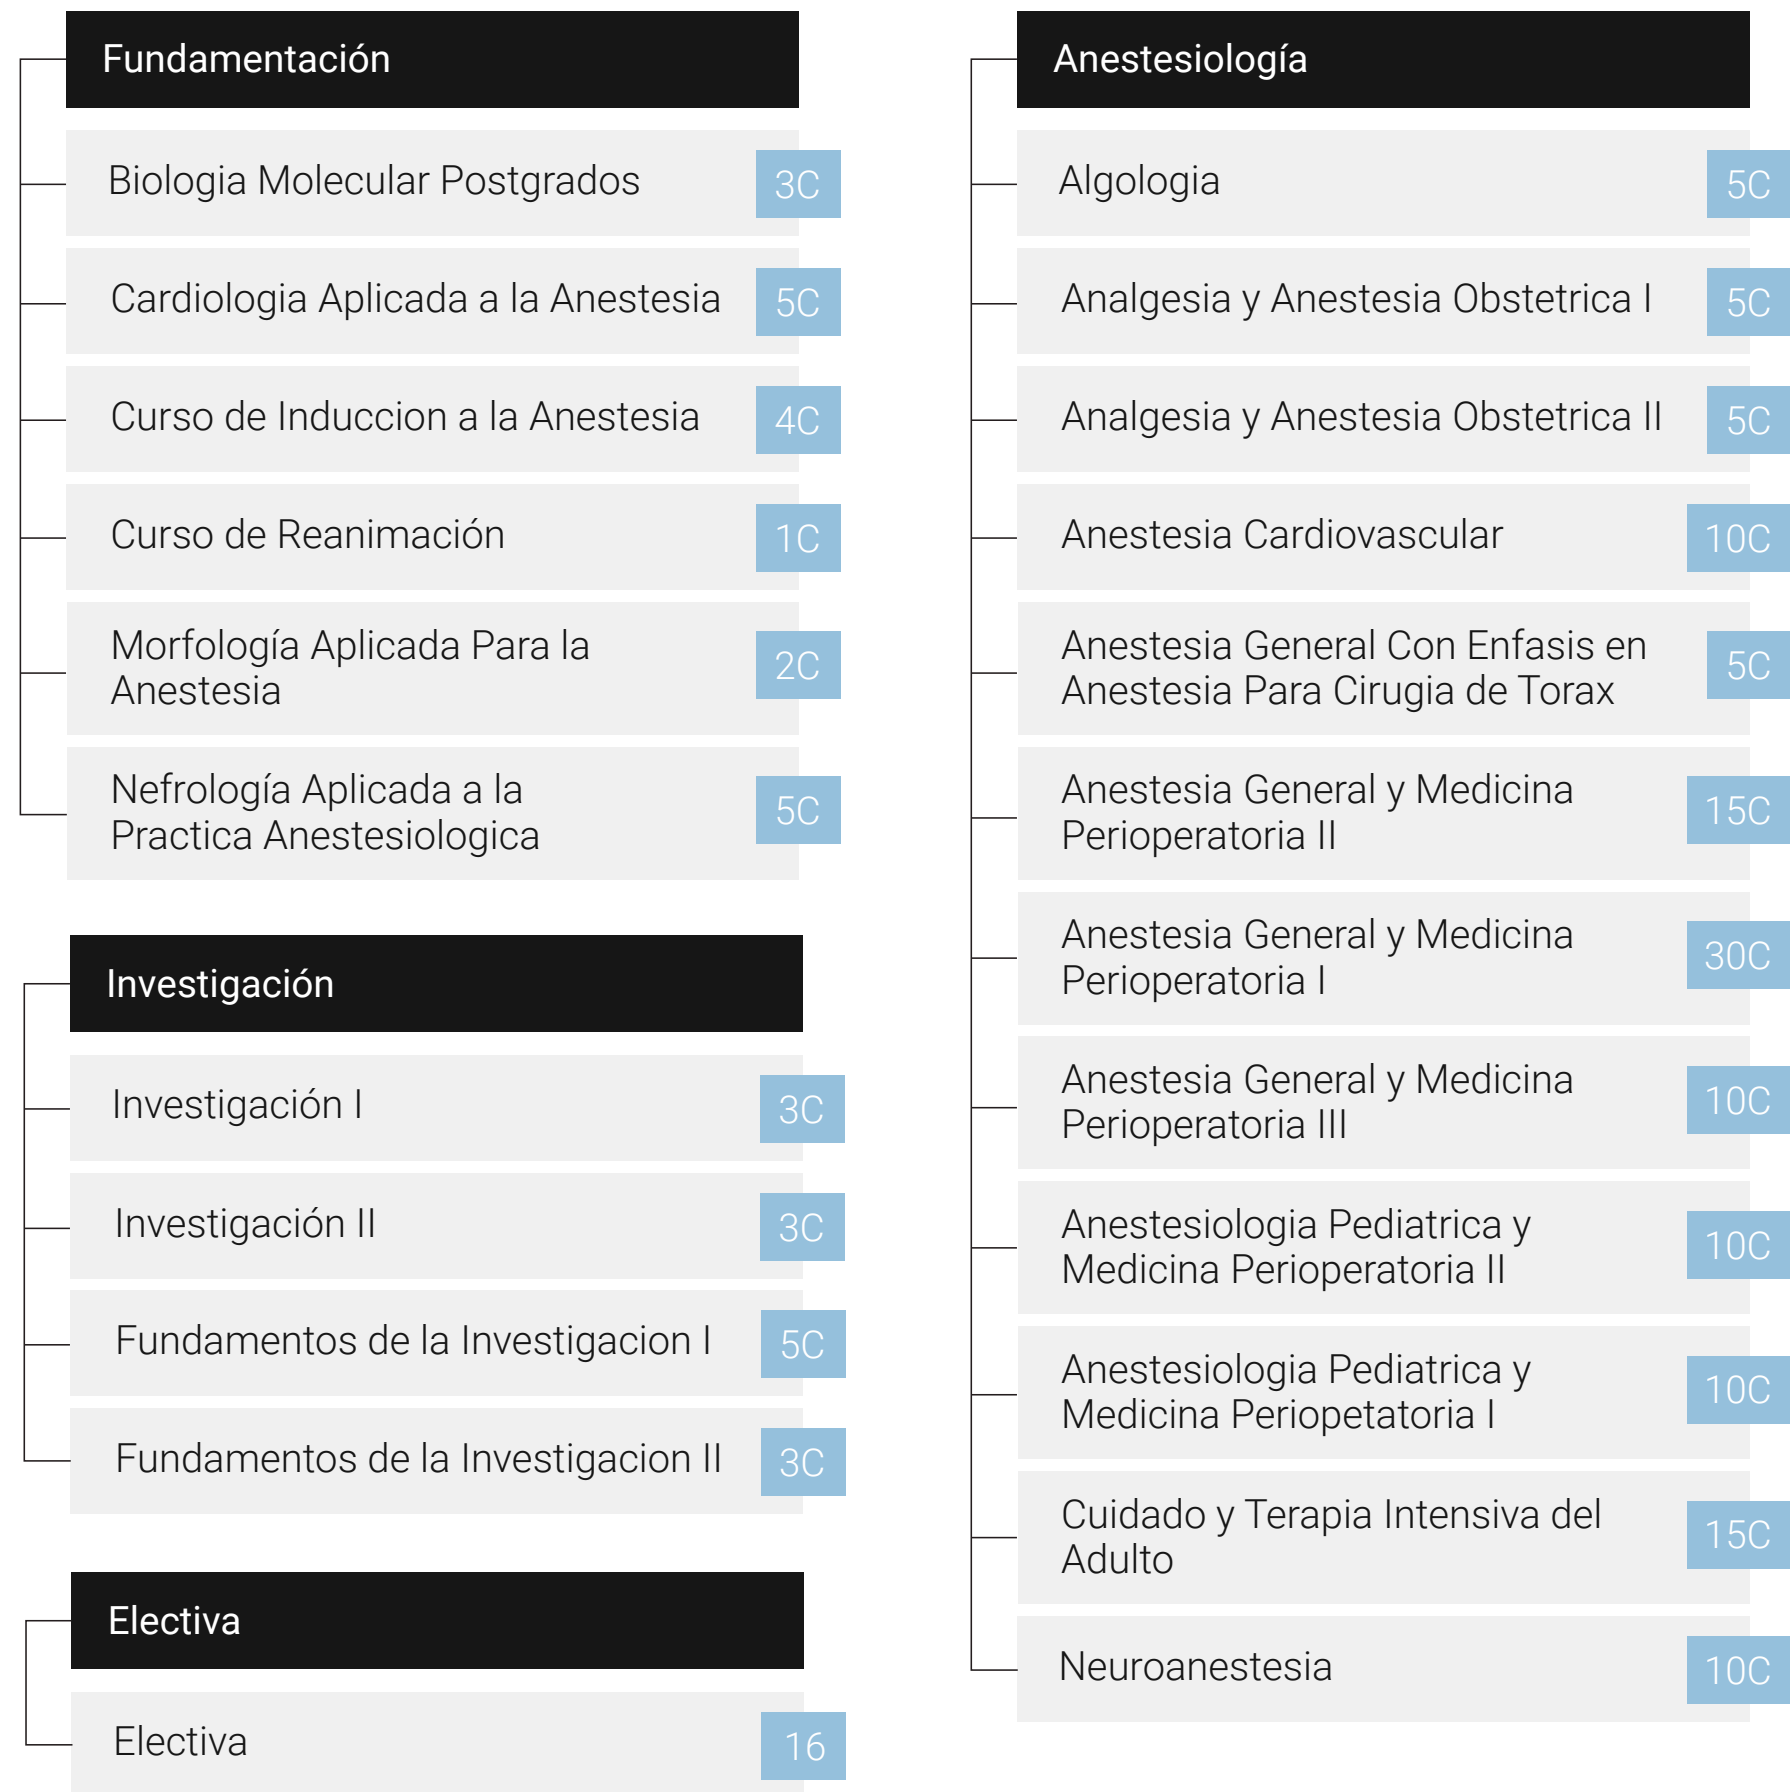 Fundamentación
Biologia Molecular Postgrados
3C
Cardiologia Aplicada a la Anestesia
5C
Curso de Induccion a la Anestesia
4C
Curso de Reanimación
1C
Morfología Aplicada Para la
Anestesia
2C
Nefrología Aplicada a la
Practica Anestesiologica
5C
Investigación
Investigación I
3C
Investigación II
3C
Fundamentos de la Investigacion I
5C
Fundamentos de la Investigacion II
3C
Electiva
Electiva
16
Anestesiología
Algologia
5C
Analgesia y Anestesia Obstetrica I
5C
Analgesia y Anestesia Obstetrica II
5C
Anestesia Cardiovascular
10C
Anestesia General Con Enfasis en
Anestesia Para Cirugia de Torax
5C
Anestesia General y Medicina
Perioperatoria II
15C
Anestesia General y Medicina
Perioperatoria I
30C
Anestesia General y Medicina
Perioperatoria III
10C
Anestesiologia Pediatrica y
Medicina Perioperatoria II
10C
Anestesiologia Pediatrica y
Medicina Periopetatoria I
10C
Cuidado y Terapia Intensiva del
Adulto
15C
Neuroanestesia
10C